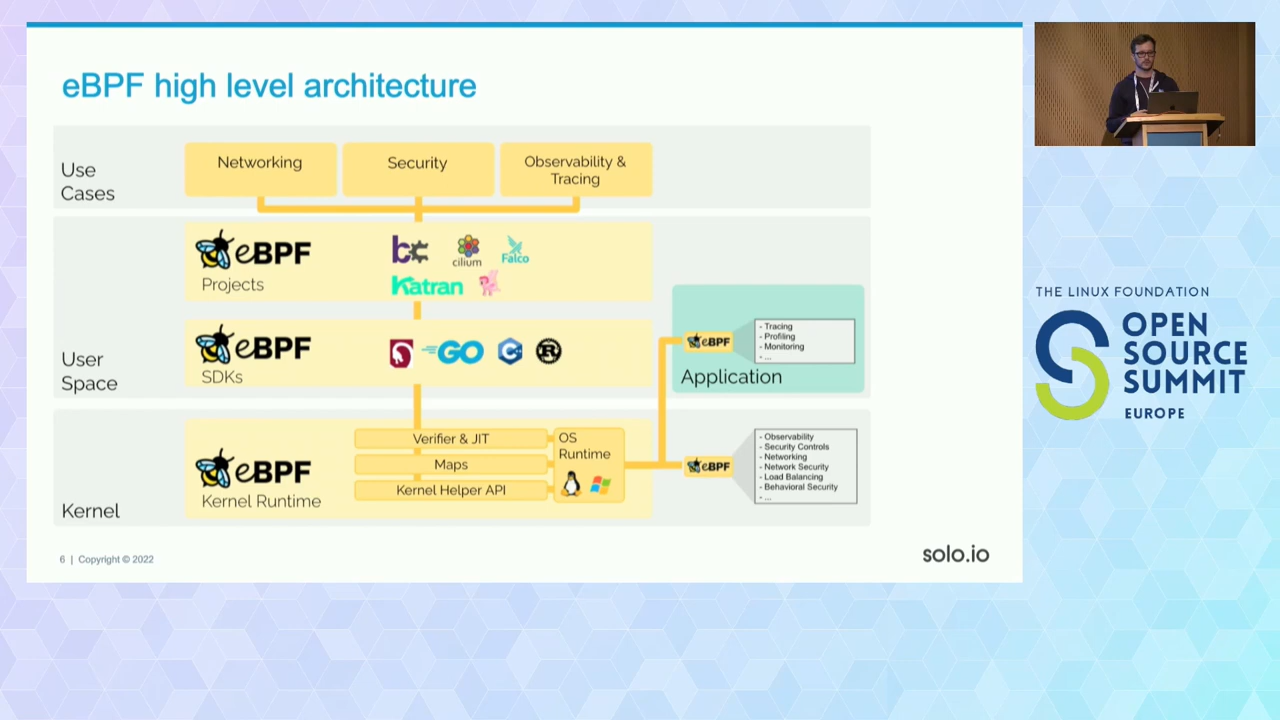 eBPF high level architecture
Use
Cases
Networking
Security
Observability &
Tracing
User
Space
eBPF
Projects
bcc
cilium
Falco
Katran
eBPF
SDKs
GO
C++
R
eBPF
- Tracing
- Profiling
- Monitoring
- ...
Application
Kernel
eBPF
Kernel Runtime
Verifier & JIT
Maps
Kernel Helper API
OS
Runtime
eBPF
- Observability
- Security Controls
- Networking
- Network Security
- Load Balancing
- Behavioral Security
- ...
6 | Copyright © 2022
solo.io
THE LINUX FOUNDATION
OPEN
SOURCE
SUMMIT
EUROPE